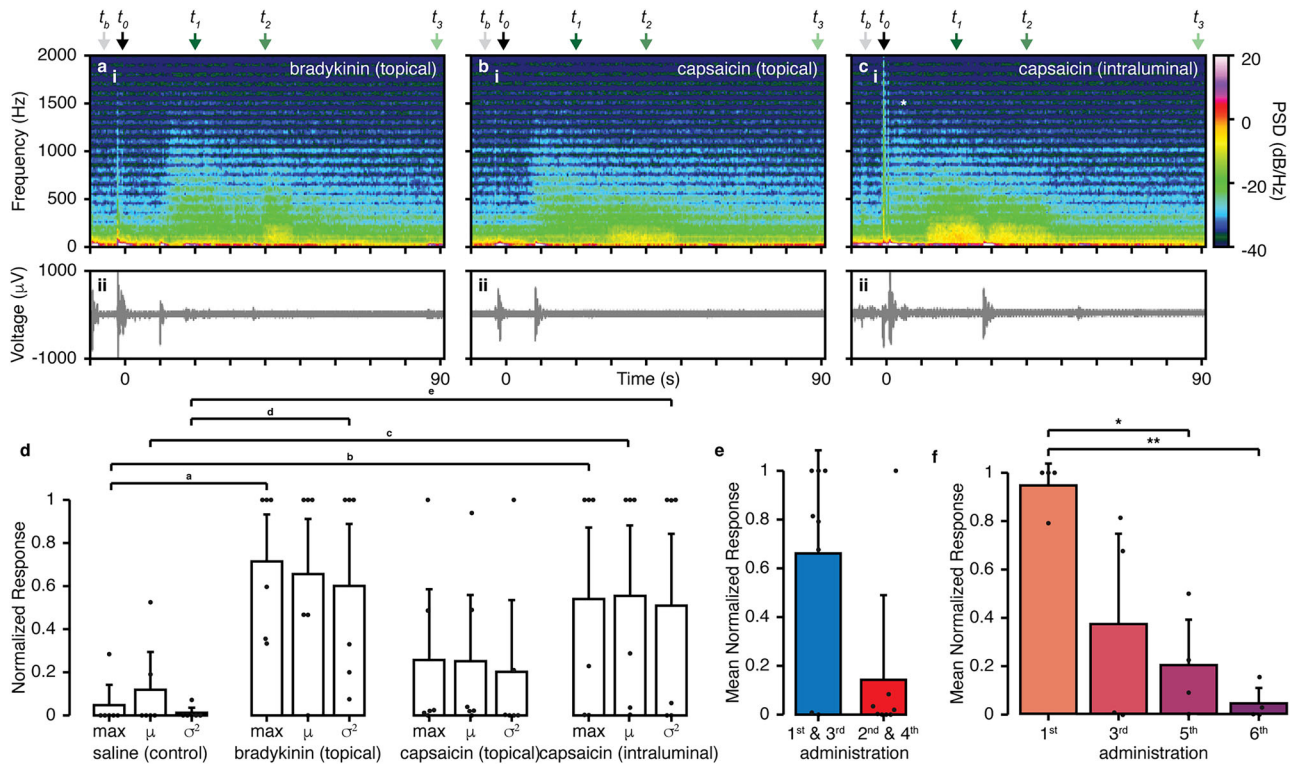 t_b t_0 t_1 t_2 t_3 t_b t_0 t_1 t_2 t_3 t_b t_0 t_1 t_2 t_3
2000 a i bradykinin (topical) b i capsaicin (topical) c i capsaicin (intraluminal) 20
1500 *
Frequency (Hz) 1000 0 PSD (dB/Hz)
500 -20
0 -40
1000 ii ii ii
Voltage (μV) 0
-1000
0 90 0 Time (s) 90 0 90
e
d
c
b
a
d
1
0.8
0.6
0.4
0.2
0
Normalized Response
max μ σ² max μ σ² max μ σ² max μ σ²
saline (control) bradykinin (topical) capsaicin (topical) capsaicin (intraluminal)
e
1
0.8
0.6
0.4
0.2
0
Mean Normalized Response
1st & 3rd 2nd & 4th
administration
f
*
**
1
0.8
0.6
0.4
0.2
0
Mean Normalized Response
1st 3rd 5th 6th
administration